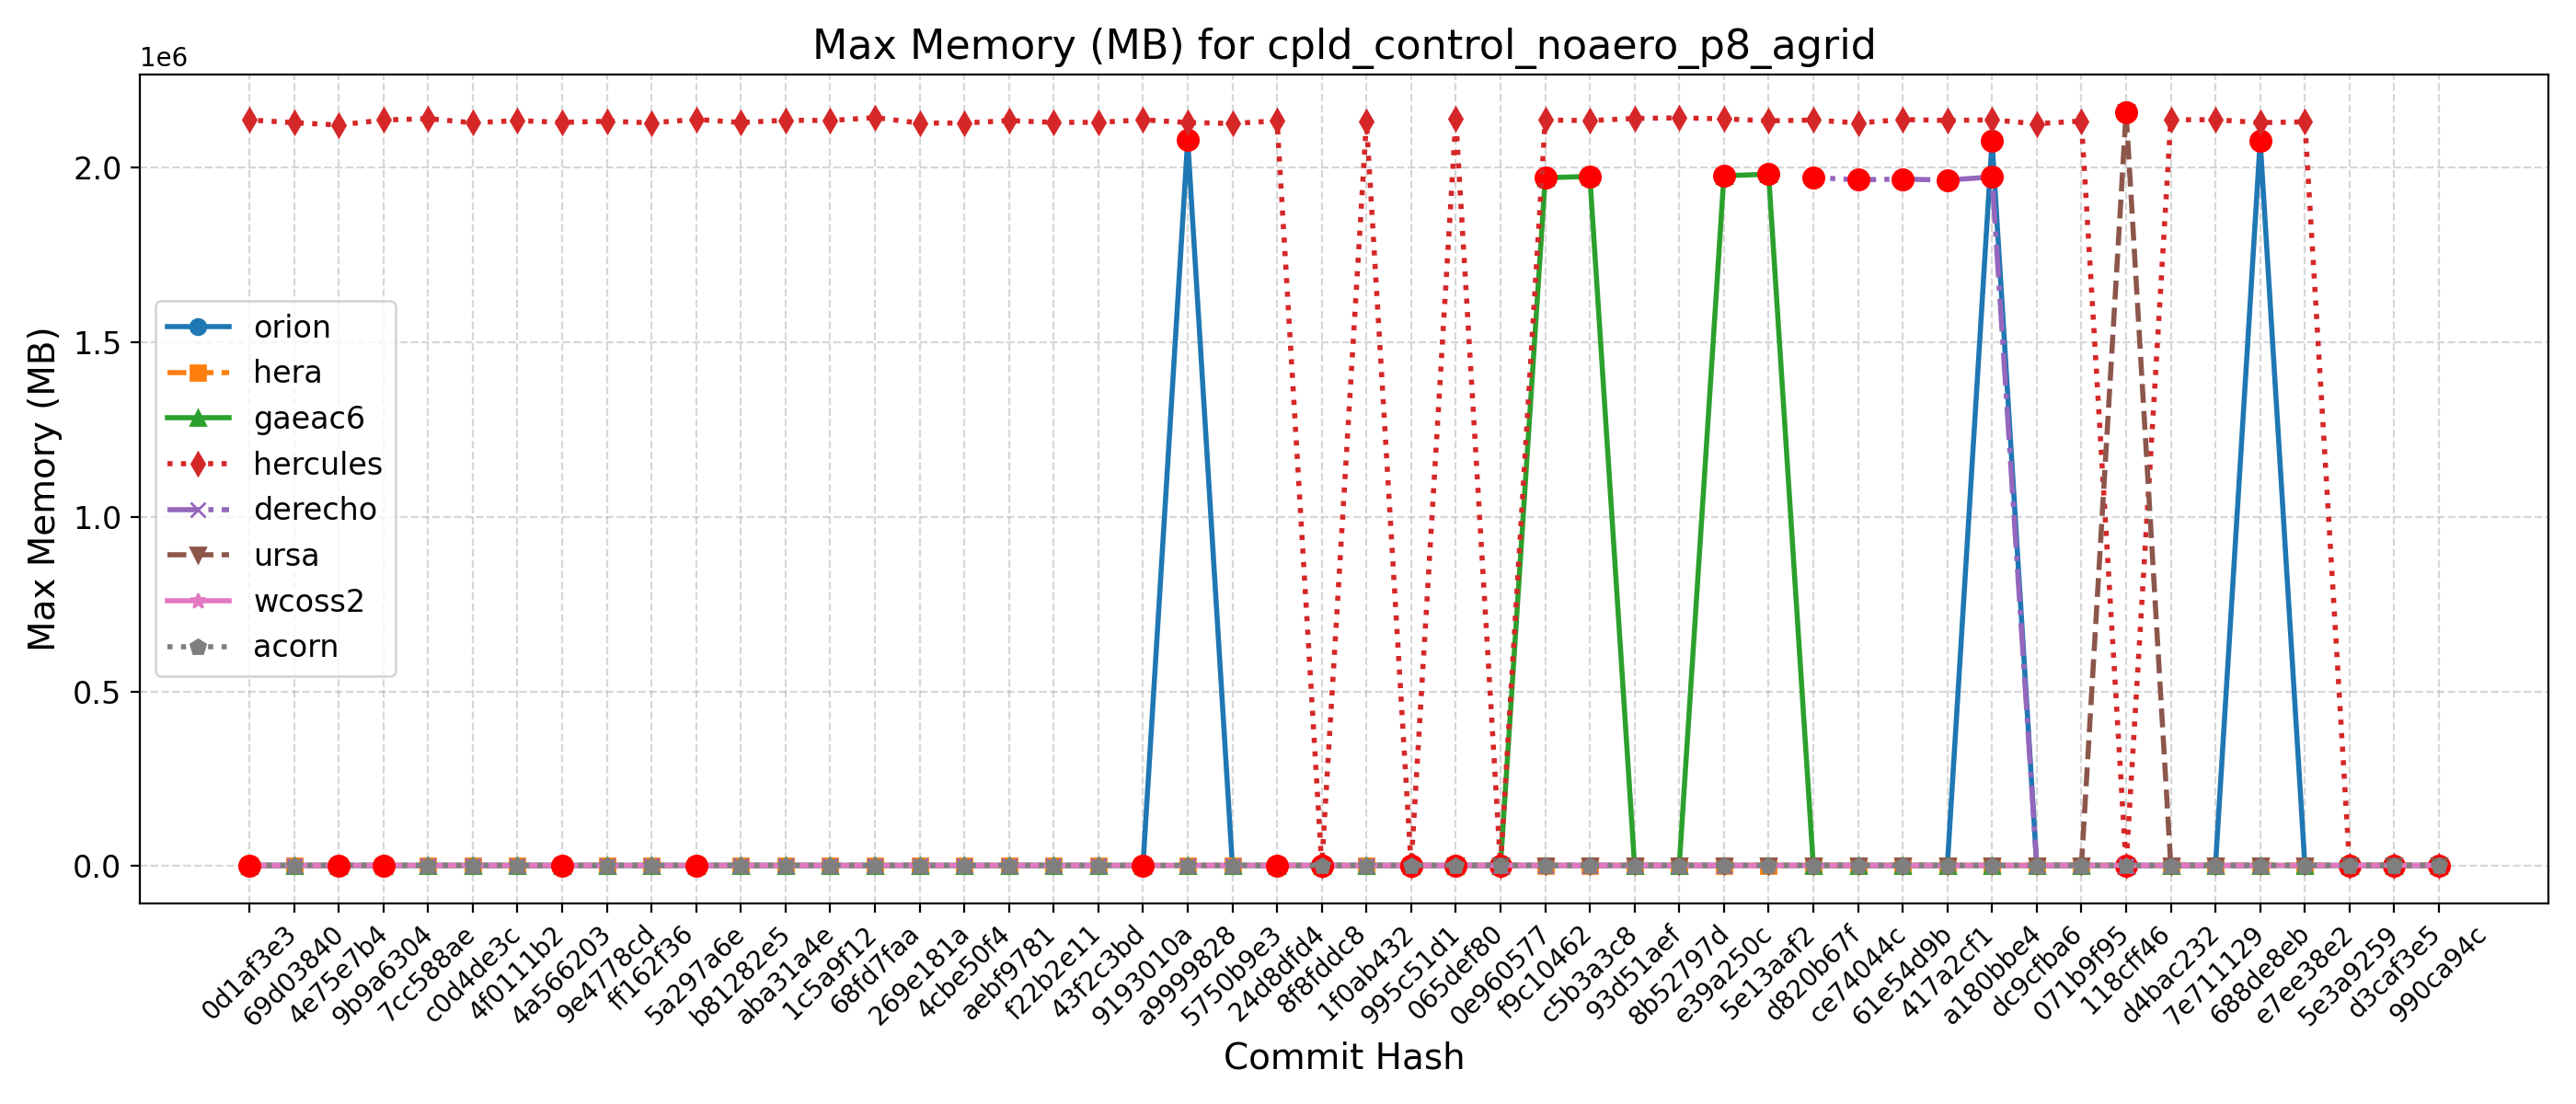 Max Memory (MB) for cpld_control_noaero_p8_agrid
1e6
2.0
1.5
1.0
0.5
0.0
Max Memory (MB)
orion
hera
gaeac6
hercules
derecho
ursa
wcoss2
acorn
0d1af3e3
69d03840
4e75e7b4
9b9a6304
7cc588ae
c0d4de3c
4f0111b2
4a566203
9e4778cd
ff162f36
5a297a6e
b81282e5
aba31a4e
1c5a9f12
68fd7faa
269e181a
4cbe50f4
aebf9781
f22b2e11
43f2c3bd
9193010a
a9999828
5750b9e3
24d8dfd4
8f8fddc8
1f0ab432
995c51d1
065def80
0e960577
f9c10462
c5b3a3c8
93d51aef
8b52797d
e39a250c
5e13aaf2
d820b67f
ce74044c
61e54d9b
417a2cf1
a180bbe4
dc9cfba6
071b9f95
118cff46
d4bac232
7e711129
688de8eb
e7ee38e2
5e3a9259
d3caf3e5
990ca94c
Commit Hash